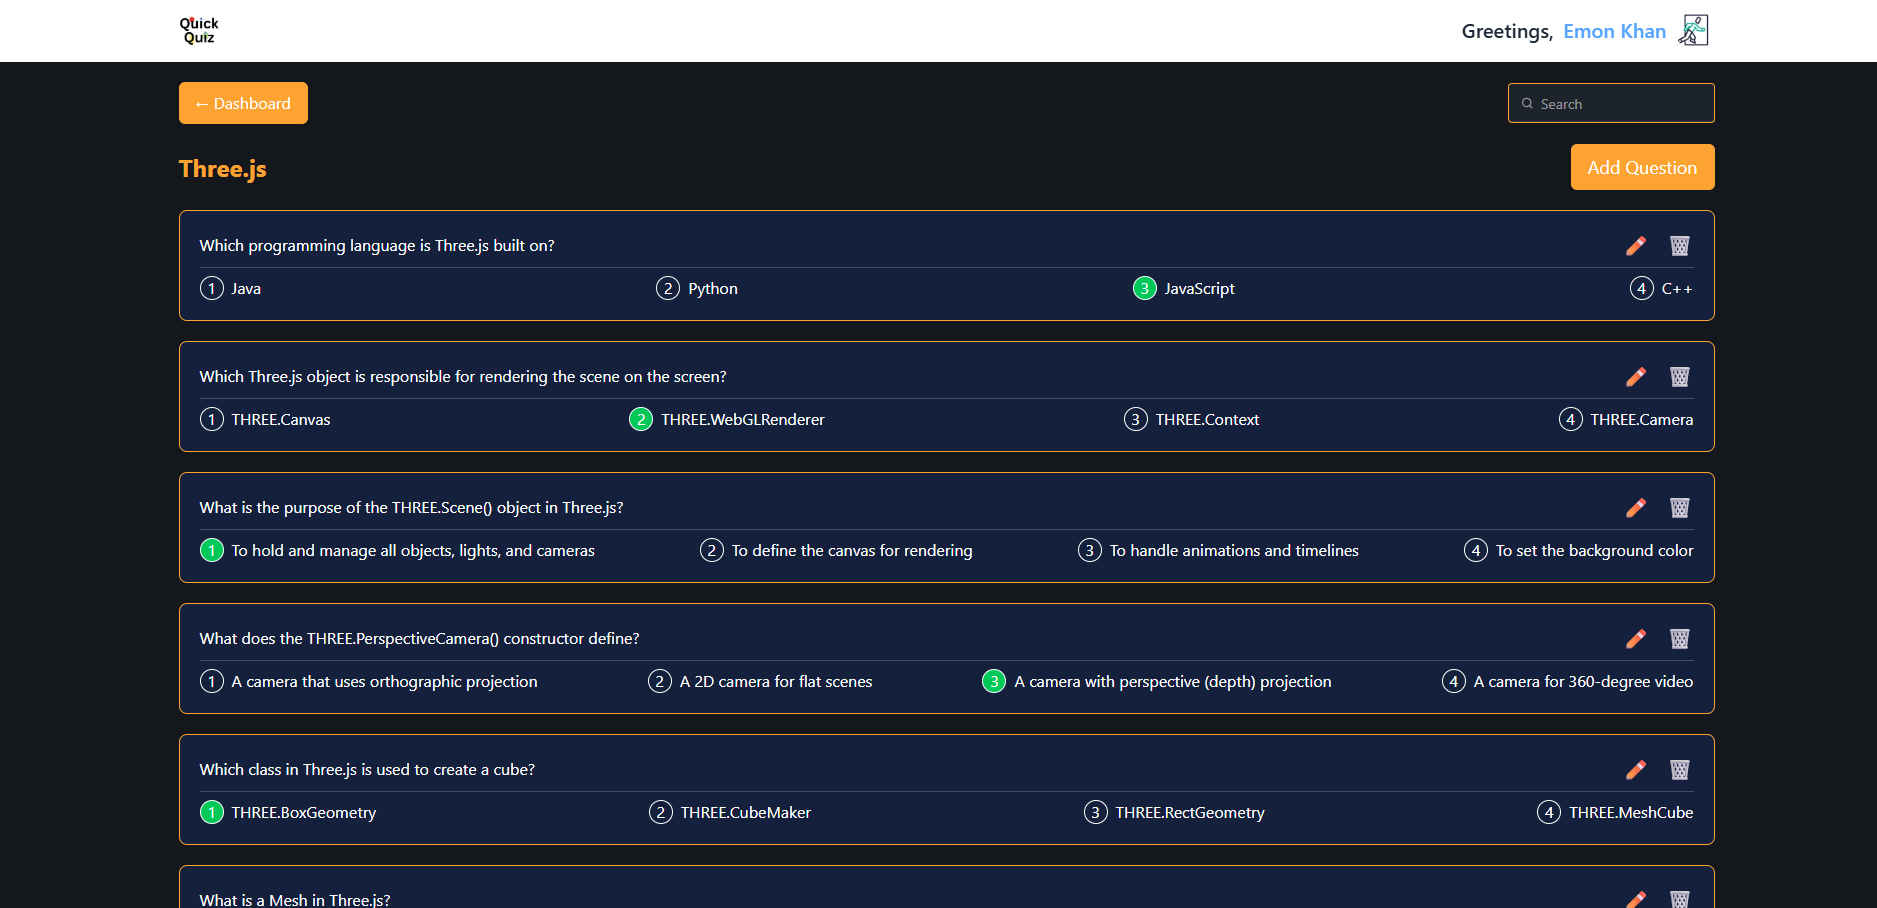 Quick
Quiz
Greetings, Emon Khan
← Dashboard
Search
Three.js
Add Question
Which programming language is Three.js built on?
1 Java 2 Python 3 JavaScript 4 C++
Which Three.js object is responsible for rendering the scene on the screen?
1 THREE.Canvas 2 THREE.WebGLRenderer 3 THREE.Context 4 THREE.Camera
What is the purpose of the THREE.Scene() object in Three.js?
1 To hold and manage all objects, lights, and cameras 2 To define the canvas for rendering 3 To handle animations and timelines 4 To set the background color
What does the THREE.PerspectiveCamera() constructor define?
1 A camera that uses orthographic projection 2 A 2D camera for flat scenes 3 A camera with perspective (depth) projection 4 A camera for 360-degree video
Which class in Three.js is used to create a cube?
1 THREE.BoxGeometry 2 THREE.CubeMaker 3 THREE.RectGeometry 4 THREE.MeshCube
What is a Mesh in Three.js?